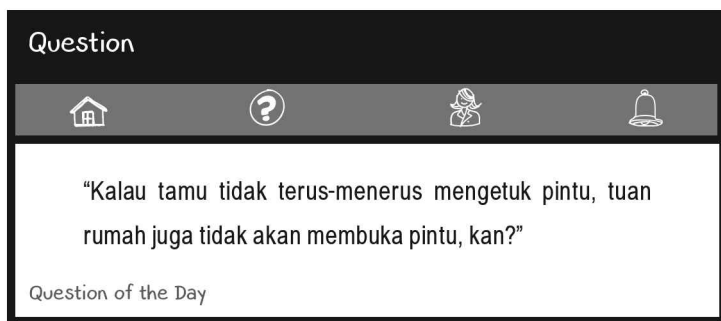 Question
“Kalau tamu tidak terus-menerus mengetuk pintu, tuan
rumah juga tidak akan membuka pintu, kan?”
Question of the Day